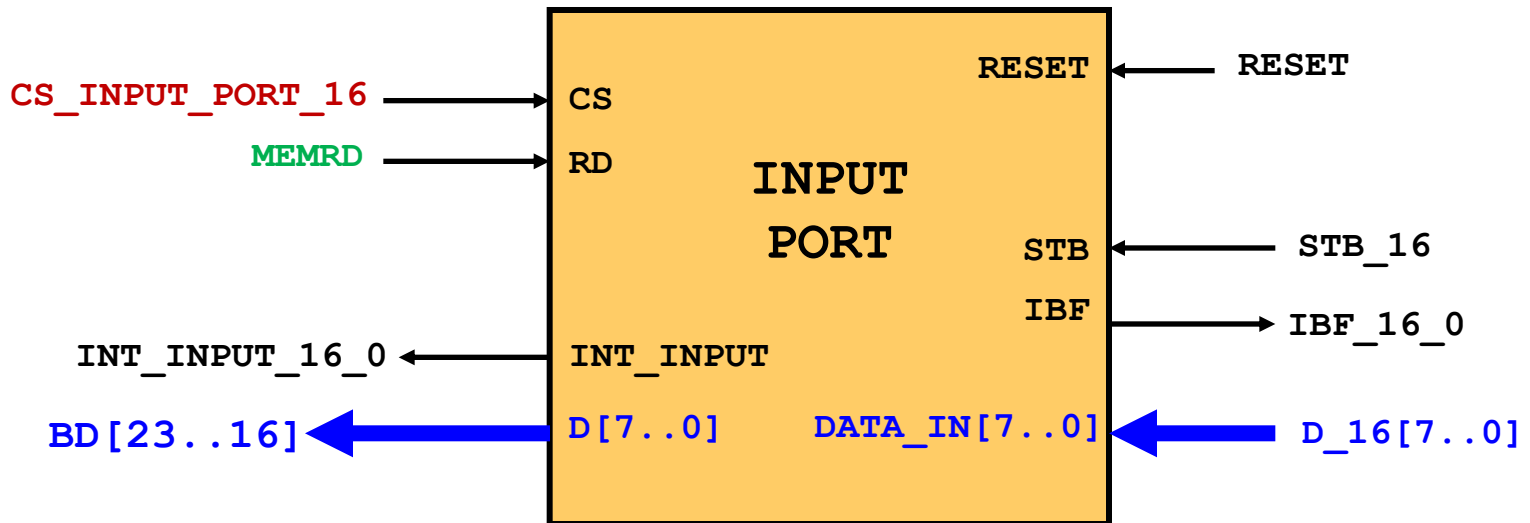 RESET
RESET
CS_INPUT_PORT_16
CS
MEMRD
RD
INPUT
PORT
STB
STB_16
IBF
IBF_16_0
INT_INPUT_16_0
INT_INPUT
BD[23..16]
D[7..0]
DATA_IN[7..0]
D_16[7..0]